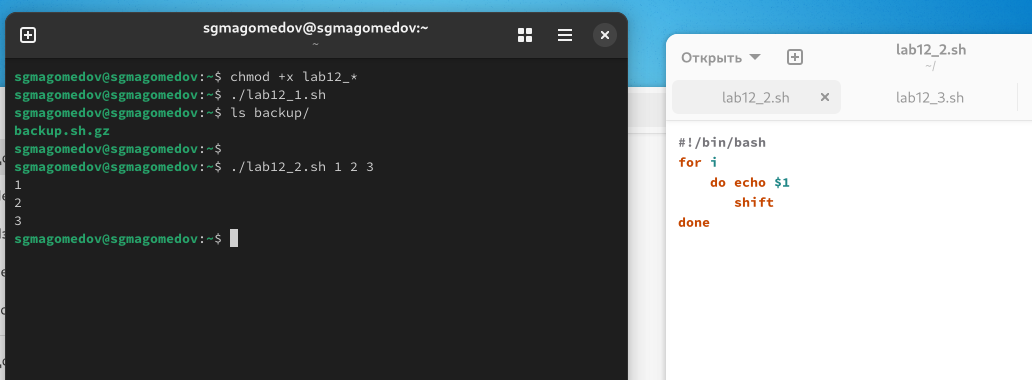 sgmagomedov@sgmagomedov:~
~
sgmagomedov@sgmagomedov:~$ chmod +x lab12_*
sgmagomedov@sgmagomedov:~$ ./lab12_1.sh
sgmagomedov@sgmagomedov:~$ ls backup/
backup.sh.gz
sgmagomedov@sgmagomedov:~$
sgmagomedov@sgmagomedov:~$ ./lab12_2.sh 1 2 3
1
2
3
sgmagomedov@sgmagomedov:~$
Открыть
lab12_2.sh
~/
lab12_2.sh
lab12_3.sh
#!/bin/bash
for i
    do echo $1
       shift
done